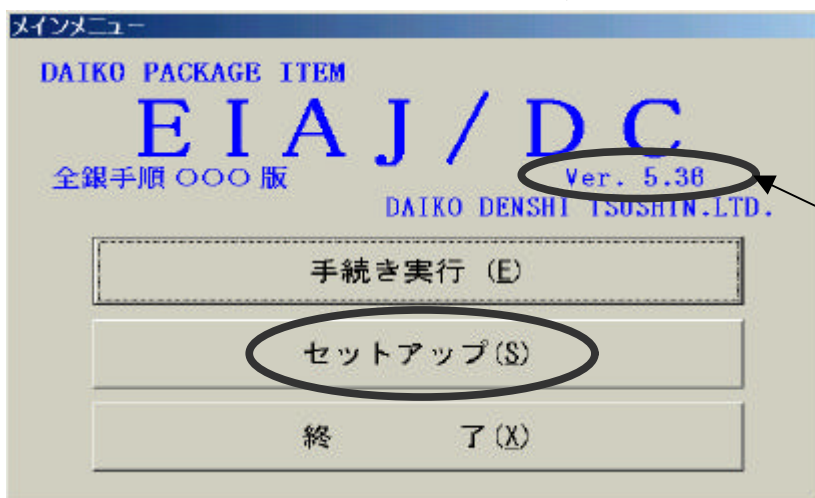 メインメニュー
DAIKO PACKAGE ITEM
EIAJ/DC
全銀手順 ○○○ 版 Ver. 5.36
DAIKO DENSHI TSUSHIN.LTD.
手続き実行 (E)
セットアップ(S)
終 了(X)